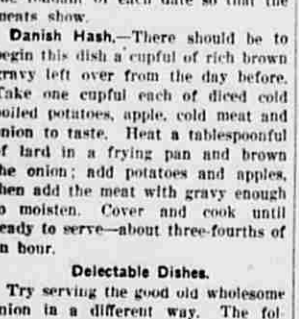 ments show.
Danish Hash.—There should be to
begin this dish a cupful of rich brown
gravy left over from the day before.
Take one cupful each of diced cold
boiled potatoes, apple, cold meat and
onion to taste. Heat a tablespoonful
of lard in a frying pan and brown
the onion; add potatoes and apples,
then add the meat with gravy enough
to moisten. Cover and cook until
ready to serve—about three-fourths of
an hour.
Delectable Dishes.
Try serving the good old wholesome
onion in a different way. The fol-